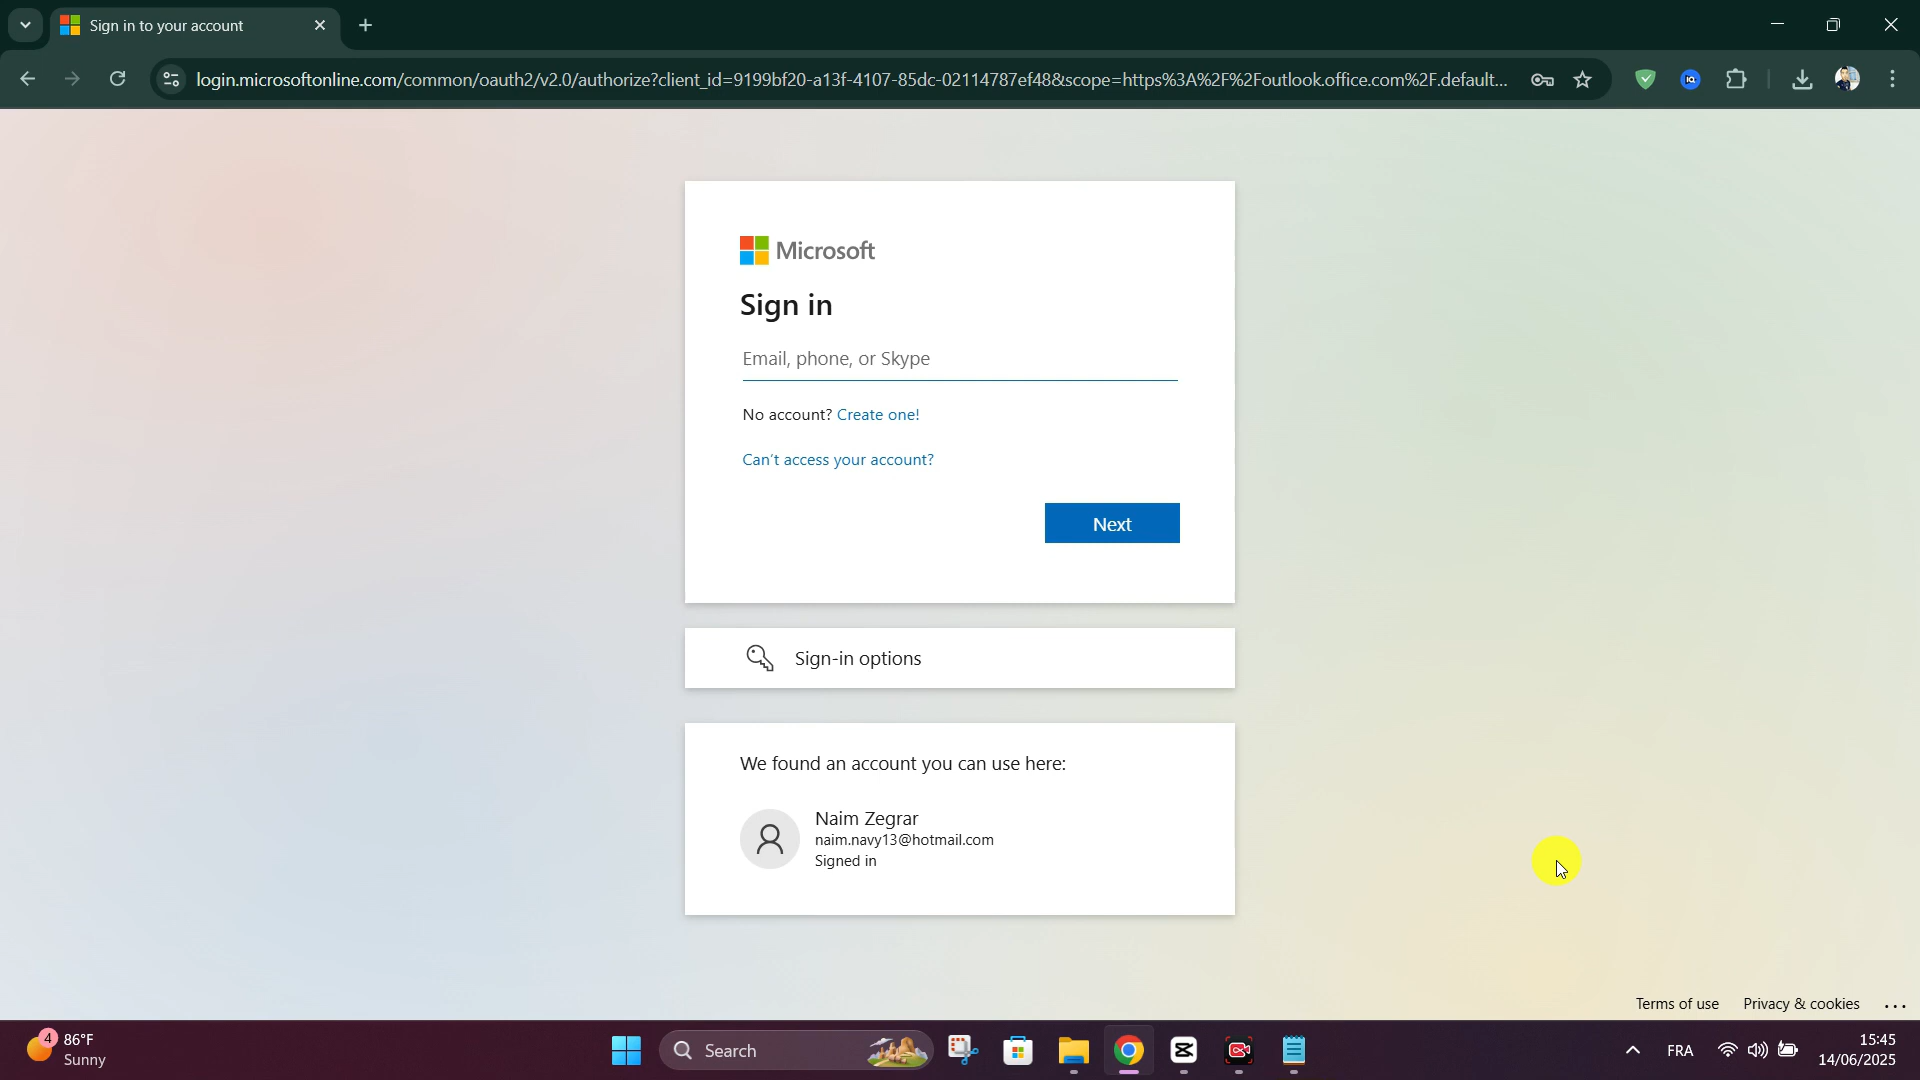 Sign in to your account
login.microsoftonline.com/common/oauth2/v2.0/authorize?client_id=9199bf20-a13f-4107-85dc-02114787ef48&scope=https%3A%2F%2Foutlook.office.com%2F.default...
Microsoft
Sign in
Email, phone, or Skype
No account? Create one!
Can't access your account?
Next
Sign-in options
We found an account you can use here:
Naim Zegrar
naim.navy13@hotmail.com
Signed in
Terms of use Privacy & cookies ...
4
86°F
Sunny
Search
FRA
15:45
14/06/2025